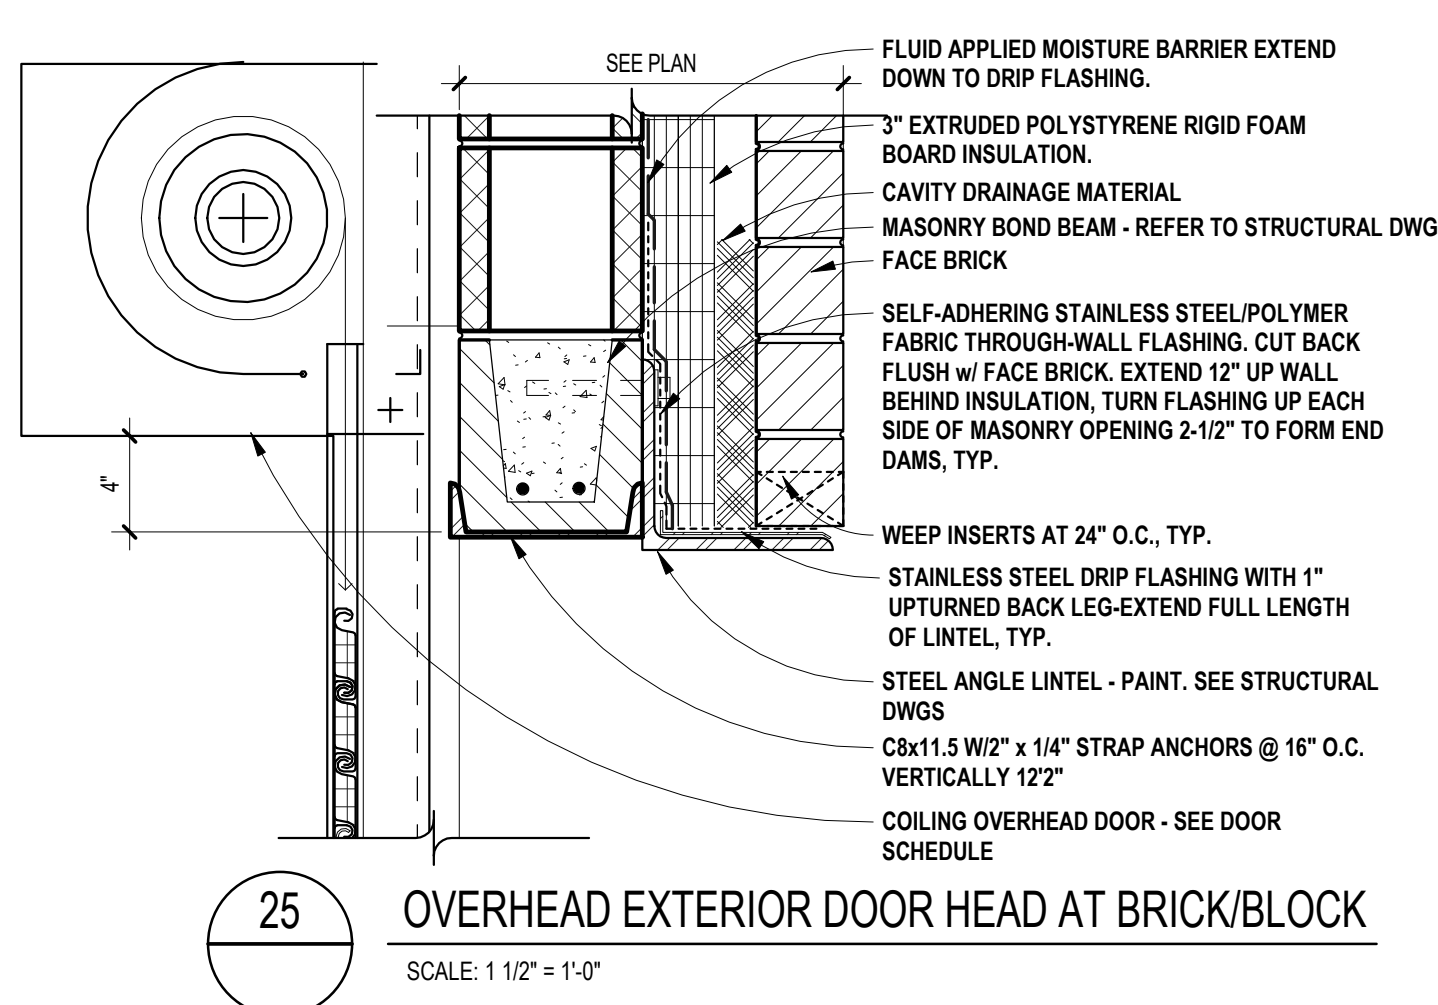 SEE PLAN
FLUID APPLIED MOISTURE BARRIER EXTEND
DOWN TO DRIP FLASHING.
3" EXTRUDED POLYSTYRENE RIGID FOAM
BOARD INSULATION.
CAVITY DRAINAGE MATERIAL
MASONRY BOND BEAM - REFER TO STRUCTURAL DWG
FACE BRICK
SELF-ADHERING STAINLESS STEEL/POLYMER
FABRIC THROUGH-WALL FLASHING. CUT BACK
FLUSH w/ FACE BRICK. EXTEND 12" UP WALL
BEHIND INSULATION, TURN FLASHING UP EACH
SIDE OF MASONRY OPENING 2-1/2" TO FORM END
DAMS, TYP.
4"
WEEP INSERTS AT 24" O.C., TYP.
STAINLESS STEEL DRIP FLASHING WITH 1"
UPTURNED BACK LEG-EXTEND FULL LENGTH
OF LINTEL, TYP.
STEEL ANGLE LINTEL - PAINT. SEE STRUCTURAL
DWGS
C8x11.5 W/2" x 1/4" STRAP ANCHORS @ 16" O.C.
VERTICALLY 12'2"
COILING OVERHEAD DOOR - SEE DOOR
SCHEDULE
25
OVERHEAD EXTERIOR DOOR HEAD AT BRICK/BLOCK
SCALE: 1 1/2" = 1'-0"